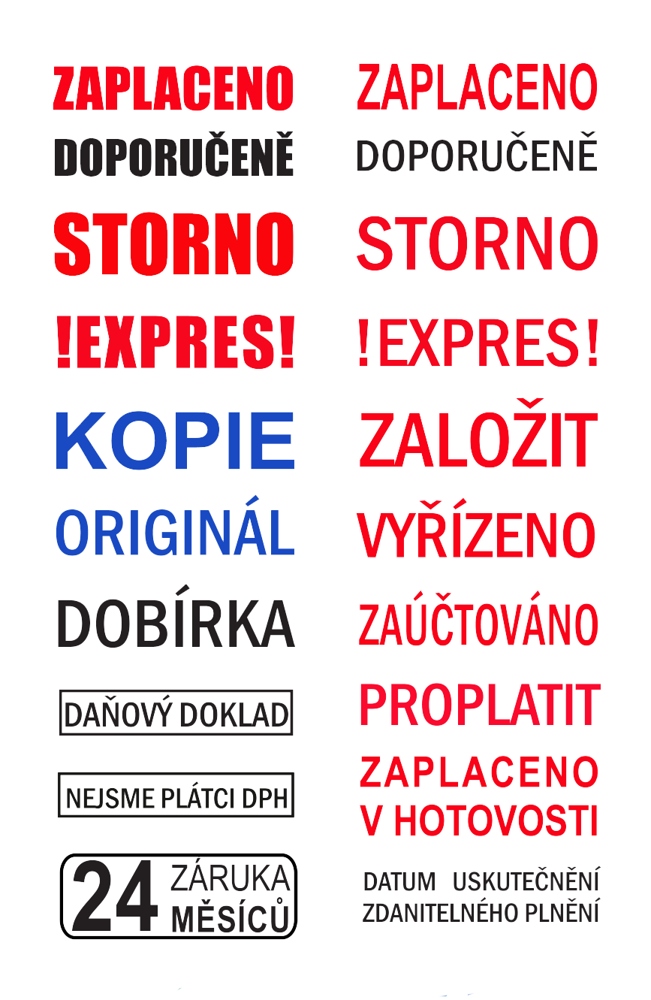 ZAPLACENO
DOPORUČENĚ
STORNO
!EXPRES!
KOPIE
ORIGINÁL
DOBÍRKA
DAŇOVÝ DOKLAD
NEJSME PLÁTCI DPH
24 ZÁRUKA
MĚSÍCŮ
ZAPLACENO
DOPORUČENĚ
STORNO
!EXPRES!
ZALOŽIT
VYŘÍZENO
ZAÚČTOVÁNO
PROPLATIT
ZAPLACENO
V HOTOVOSTI
DATUM USKUTEČNĚNÍ
ZDANITELNÉHO PLNĚNÍ